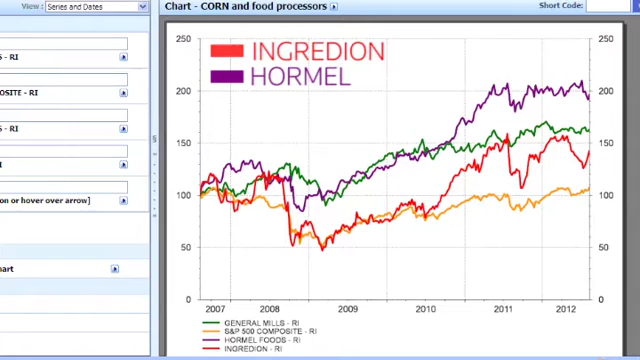 View : Series and Dates
S - RI
OSITE - RI
S - RI
RI
on or hover over arrow]
hart
Chart - CORN and food processors
Short Code:
INGREDION
HORMEL
250 250
200 200
150 150
100 100
50 50
0 0
2007 2008 2009 2010 2011 2012
GENERAL MILLS - RI
S&P 500 COMPOSITE - RI
HORMEL FOODS - RI
INGREDION - RI